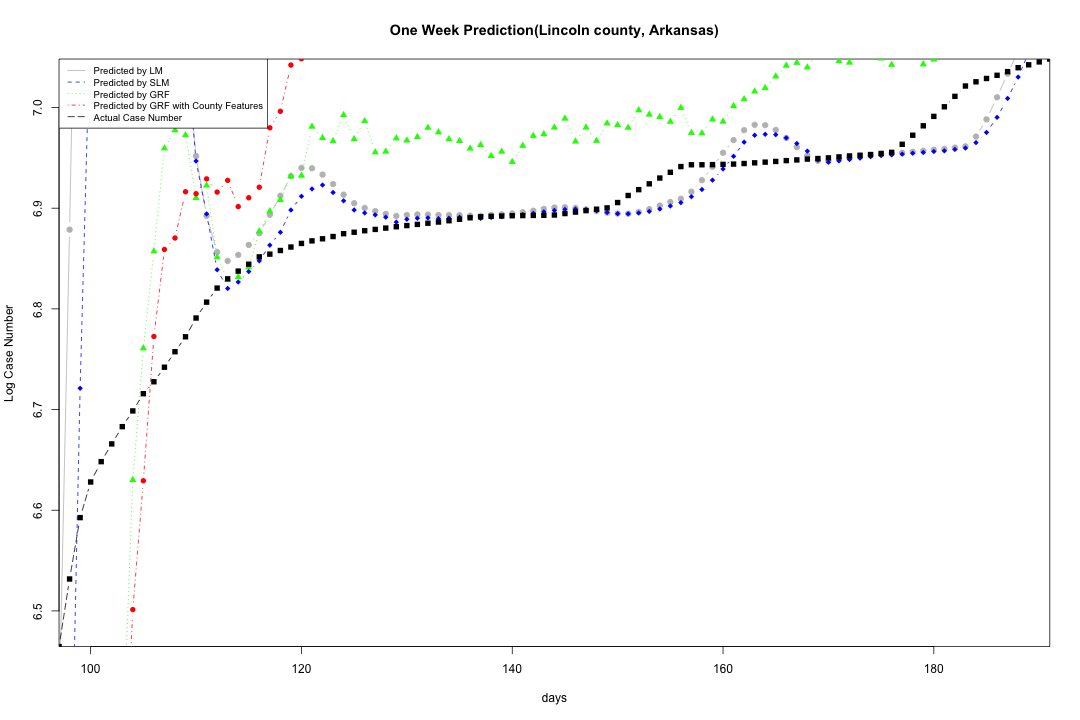 One Week Prediction(Lincoln county, Arkansas)
Predicted by LM
Predicted by SLM
Predicted by GRF
Predicted by GRF with County Features
Actual Case Number
7.0
6.9
6.8
6.7
6.6
6.5
Log Case Number
100 120 140 160 180
days